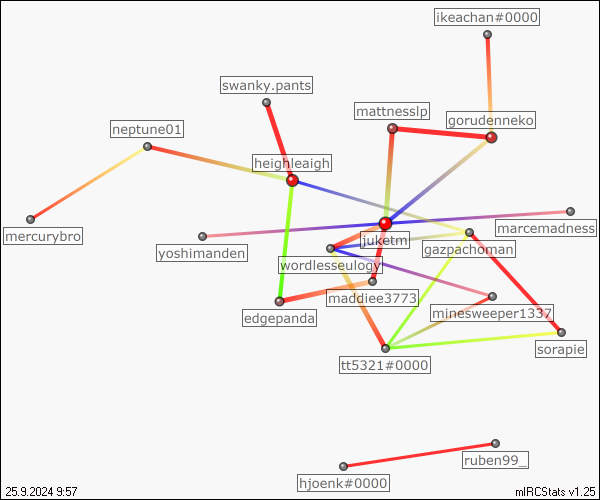 ikeachan#0000
swanky.pants
mattnesslp
gorudenneko
neptune01
heighleaigh
mercurybro
marcemadness
juketm
yoshimanden
gazpachoman
wordlesseulogy
maddiee3773
edgepanda
minesweeper1337
sorapie
tt5321#0000
ruben99_
hjoenk#0000
25.9.2024 9:57
mIRCStats v1.25